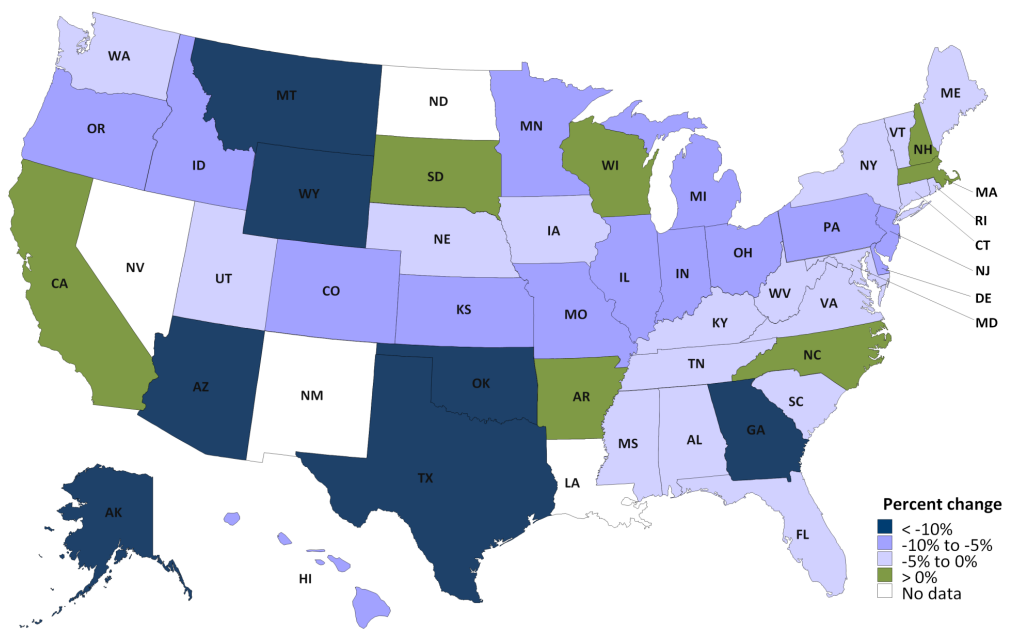 WA
MT
ND
MN
OR
ID
WY
SD
WI
MI
NY
VT
NH
ME
MA
RI
CT
NJ
DE
MD
CA
NV
UT
CO
NE
IA
KS
MO
IL
IN
OH
PA
WV
VA
KY
TN
NC
SC
AZ
NM
OK
AR
TX
LA
MS
AL
GA
FL
AK
HI
Percent change
< -10%
-10% to -5%
-5% to 0%
> 0%
No data